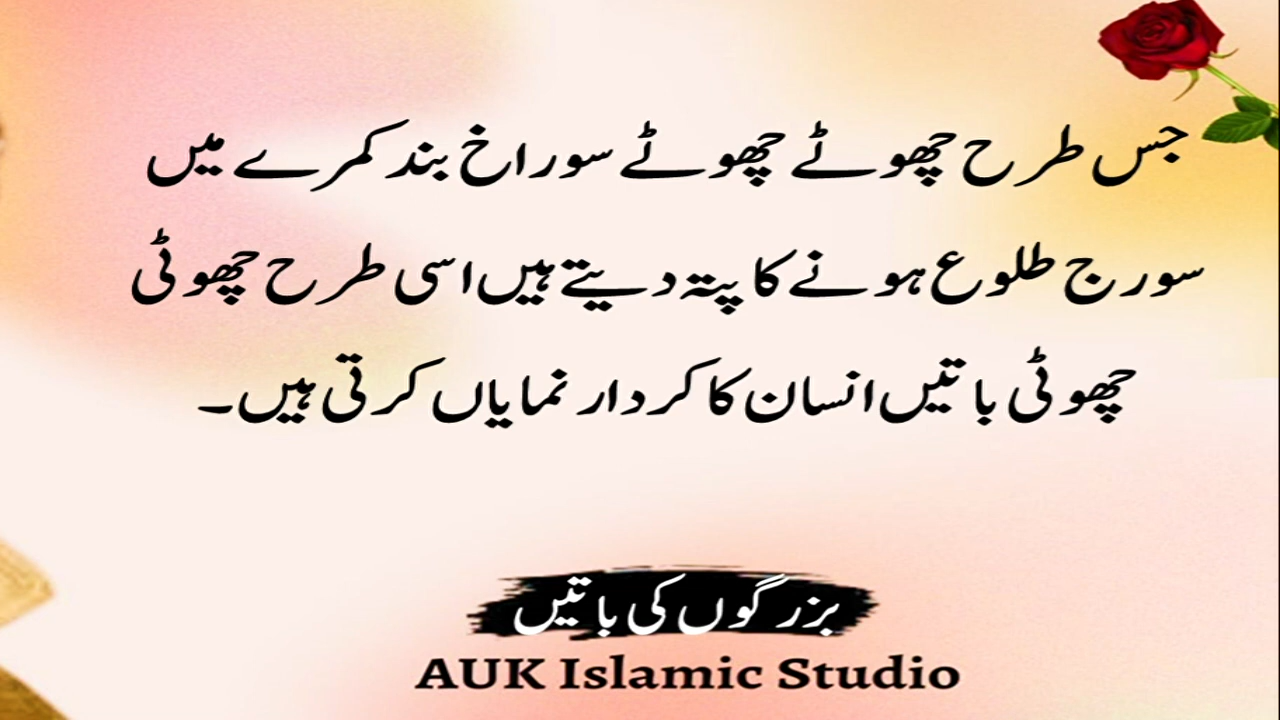 جس طرح چھوٹے چھوٹے سوراخ بند کمرے میں
سورج طلوع ہونے کا پتہ دیتے ہیں اسی طرح چھوٹی
چھوٹی باتیں انسان کا کردار نمایاں کرتی ہیں۔
بزرگوں کی باتیں
AUK Islamic Studio